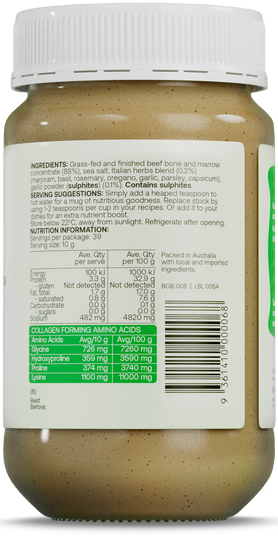 INGREDIENTS: Grass-fed and finished beef bone and marrow
concentrate (88%), sea salt, Italian herbs blend (0.2%)
(marjoram, basil, rosemary, oregano, garlic, parsley, capsicum),
garlic powder (sulphites) (0.1%). Contains sulphites.
SERVING SUGGESTIONS: Simply add a heaped teaspoon to
hot water for a mug of nutritious goodness. Replace stock by
using 1-2 teaspoons per cup in your recipes. Or add it to your
dishes for an extra nutrient boost.
Store below 22°C, away from sunlight. Refrigerate after opening.
NUTRITION INFORMATION:
Servings per package: 39
Serving size: 10 g
Ave. Qty per serve Ave. Qty per 100 g
Energy 100 kJ 1000 kJ
Protein 3.3 g 32.9 g
- gluten Not detected Not detected
Fat, Total 1.7 g 17.0 g
- saturated 0.8 g 7.6 g
Carbohydrate 0.0 g 0.1 g
- sugars 0.0 g 0.0 g
Sodium 482 mg 4820 mg
COLLAGEN FORMING AMINO ACIDS
Amino Acids Avg/10 g Avg/100 g
Glycine 726 mg 7260 mg
Hydroxyproline 359 mg 3590 mg
Proline 374 mg 3740 mg
Lysine 1100 mg 11000 mg
(B)
Best
Before:
Packed in Australia
with local and imported
ingredients.
BOB 005 | LBL 005A
9 361410 000068